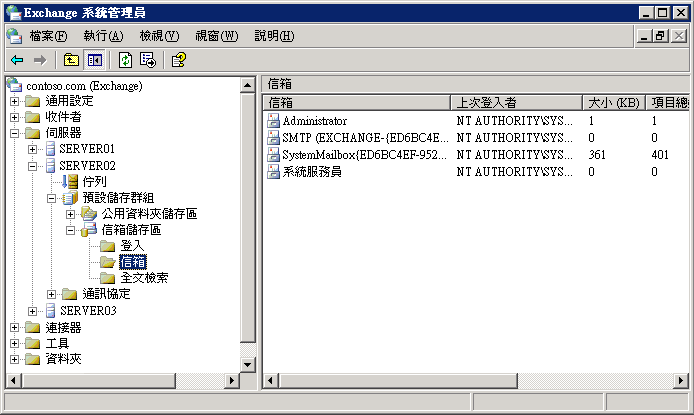 Exchange 系統管理員
檔案(F) 執行(A) 檢視(V) 視窗(W) 說明(H)
contoso.com (Exchange)
通用設定
收件者
伺服器
SERVER01
SERVER02
佇列
預設儲存群組
公用資料夾儲存區
信箱儲存區
登入
信箱
全文檢索
通訊協定
SERVER03
連接器
工具
資料夾
信箱
信箱 上次登入者 大小 (KB) 項目總
Administrator NT AUTHORITY\SYS... 1 1
SMTP (EXCHANGE-{ED6BC4E... NT AUTHORITY\SYS... 0 0
SystemMailbox{ED6BC4EF-952... NT AUTHORITY\SYS... 361 401
系統服務員 NT AUTHORITY\SYS... 0 0